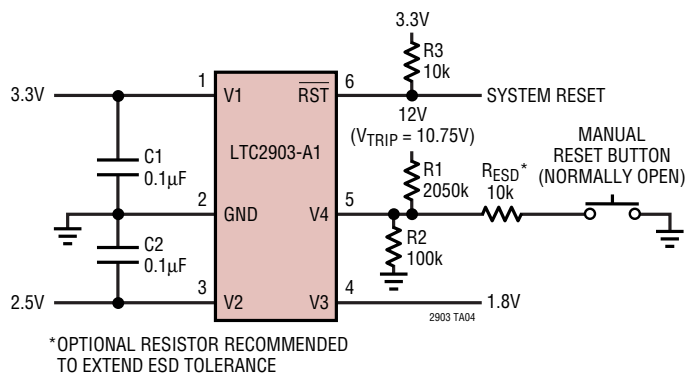 3.3V
R3
10k
3.3V
1
V1
RST
6
SYSTEM RESET
12V
(VTRIP = 10.75V)
MANUAL
RESET BUTTON
(NORMALLY OPEN)
LTC2903-A1
C1
0.1µF
R1
2050k
RESD*
10k
2
GND
V4
5
C2
0.1µF
R2
100k
2.5V
3
V2
V3
4
1.8V
2903 TA04
*OPTIONAL RESISTOR RECOMMENDED
TO EXTEND ESD TOLERANCE